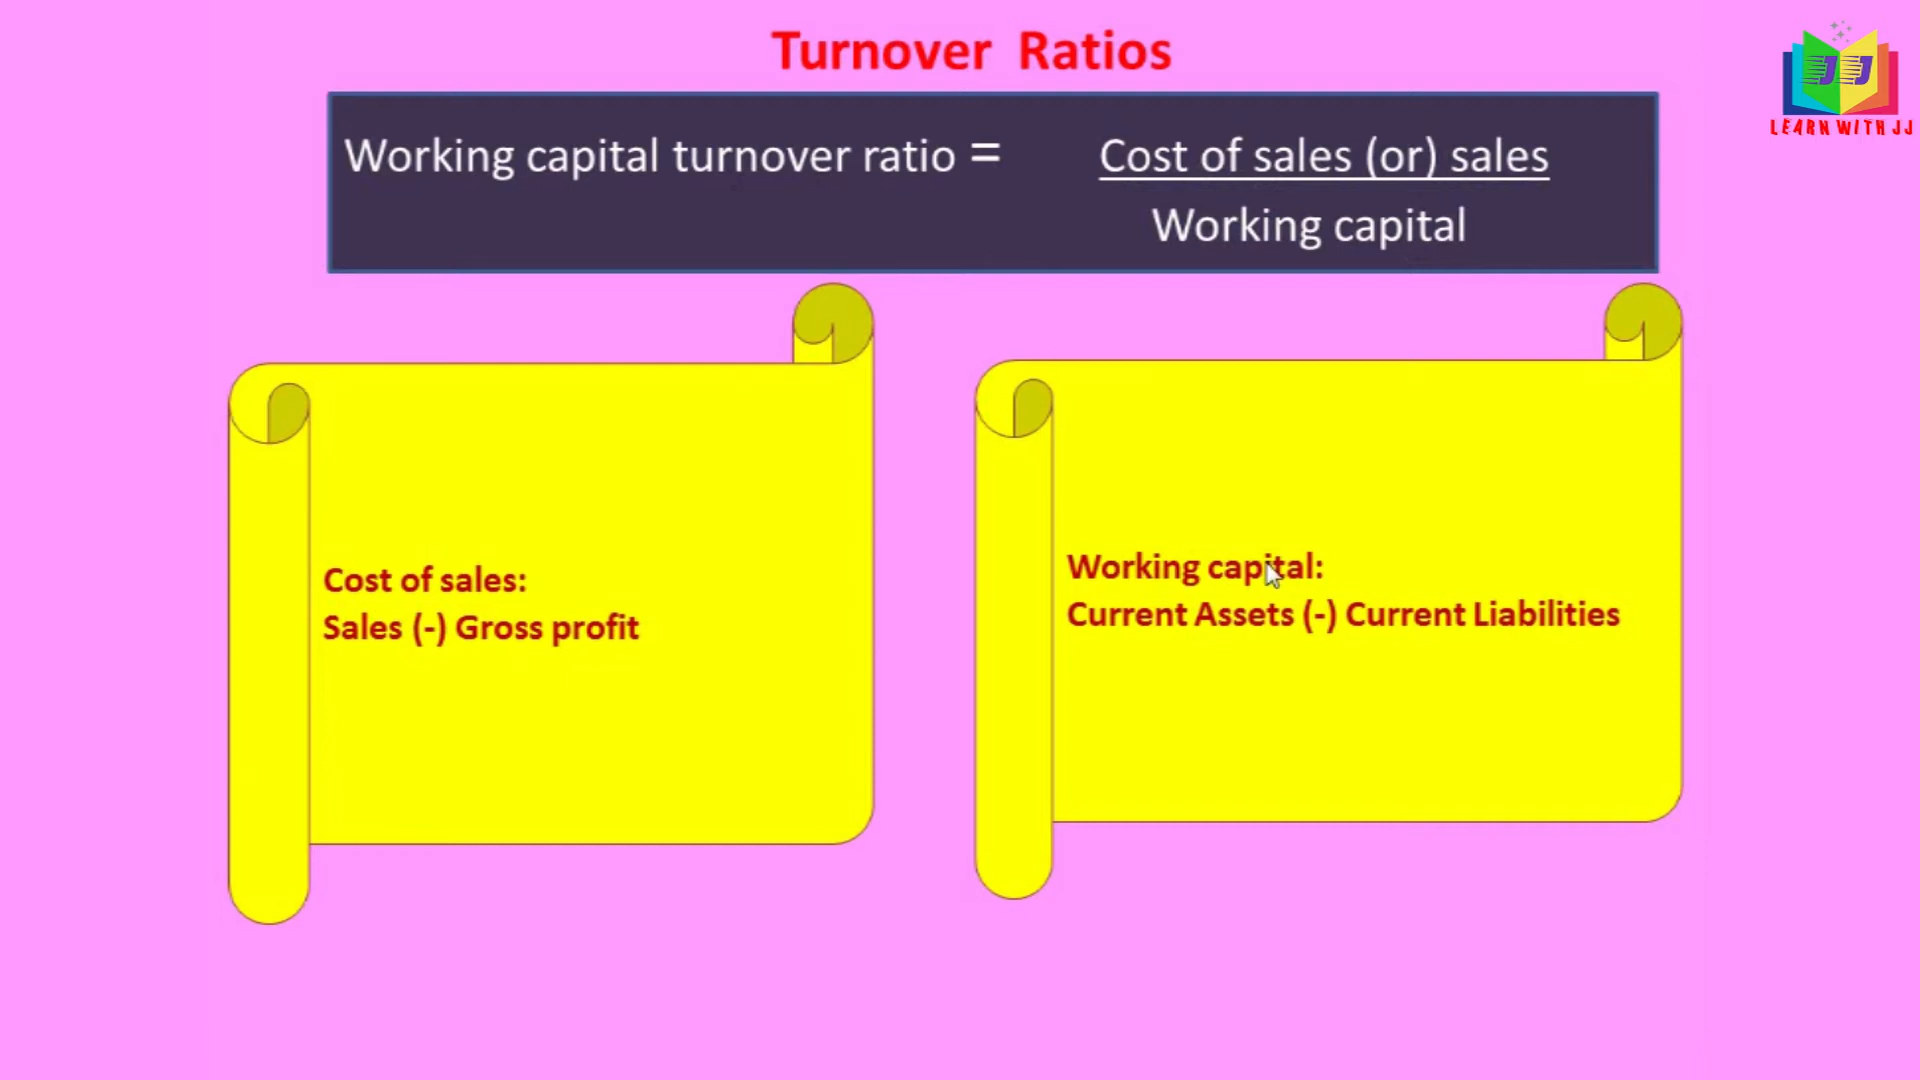 Turnover Ratios
LEARN WITH JJ
Working capital turnover ratio = Cost of sales (or) sales
Working capital
Cost of sales:
Sales (-) Gross profit
Working capital:
Current Assets (-) Current Liabilities